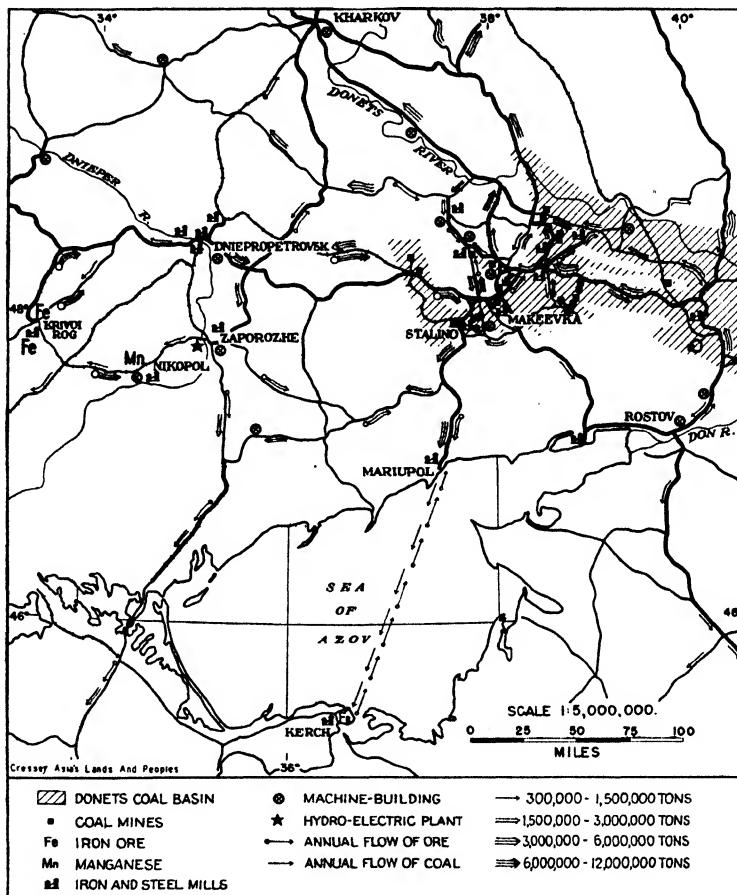 34° 38° 40°
KHARKOV
DONETS
RIVER
DNIEPER
R.
DNIEPROPETROVSK
48°
Fe
KRIVOI
ROG
Fe
ZAPOROZHE
Mn
NIKOPOL
STALINO
MAKEEVKA
ROSTOV
DON R.
MARIUPOL
SEA
OF
AZOV
46° 46
KERCH
36°
SCALE 1:5,000,000.
25 0 25 50 100
MILES
Cressey Asia's Lands And Peoples
DONETS COAL BASIN
COAL MINES
Fe IRON ORE
Mn MANGANESE
IRON AND STEEL MILLS
MACHINE-BUILDING
HYDRO-ELECTRIC PLANT
ANNUAL FLOW OF ORE
ANNUAL FLOW OF COAL
300,000 - 1,500,000 TONS
1,500,000 - 3,000,000 TONS
3,000,000 - 6,000,000 TONS
6,000,000 - 12,000,000 TONS